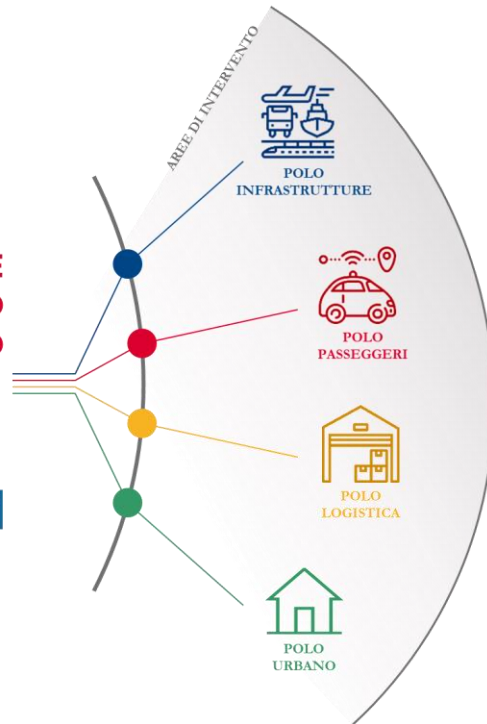 AREE DI INTERVENTO
POLO
INFRASTRUTTURE
POLO
PASSEGGERI
POLO
LOGISTICA
POLO
URBANO